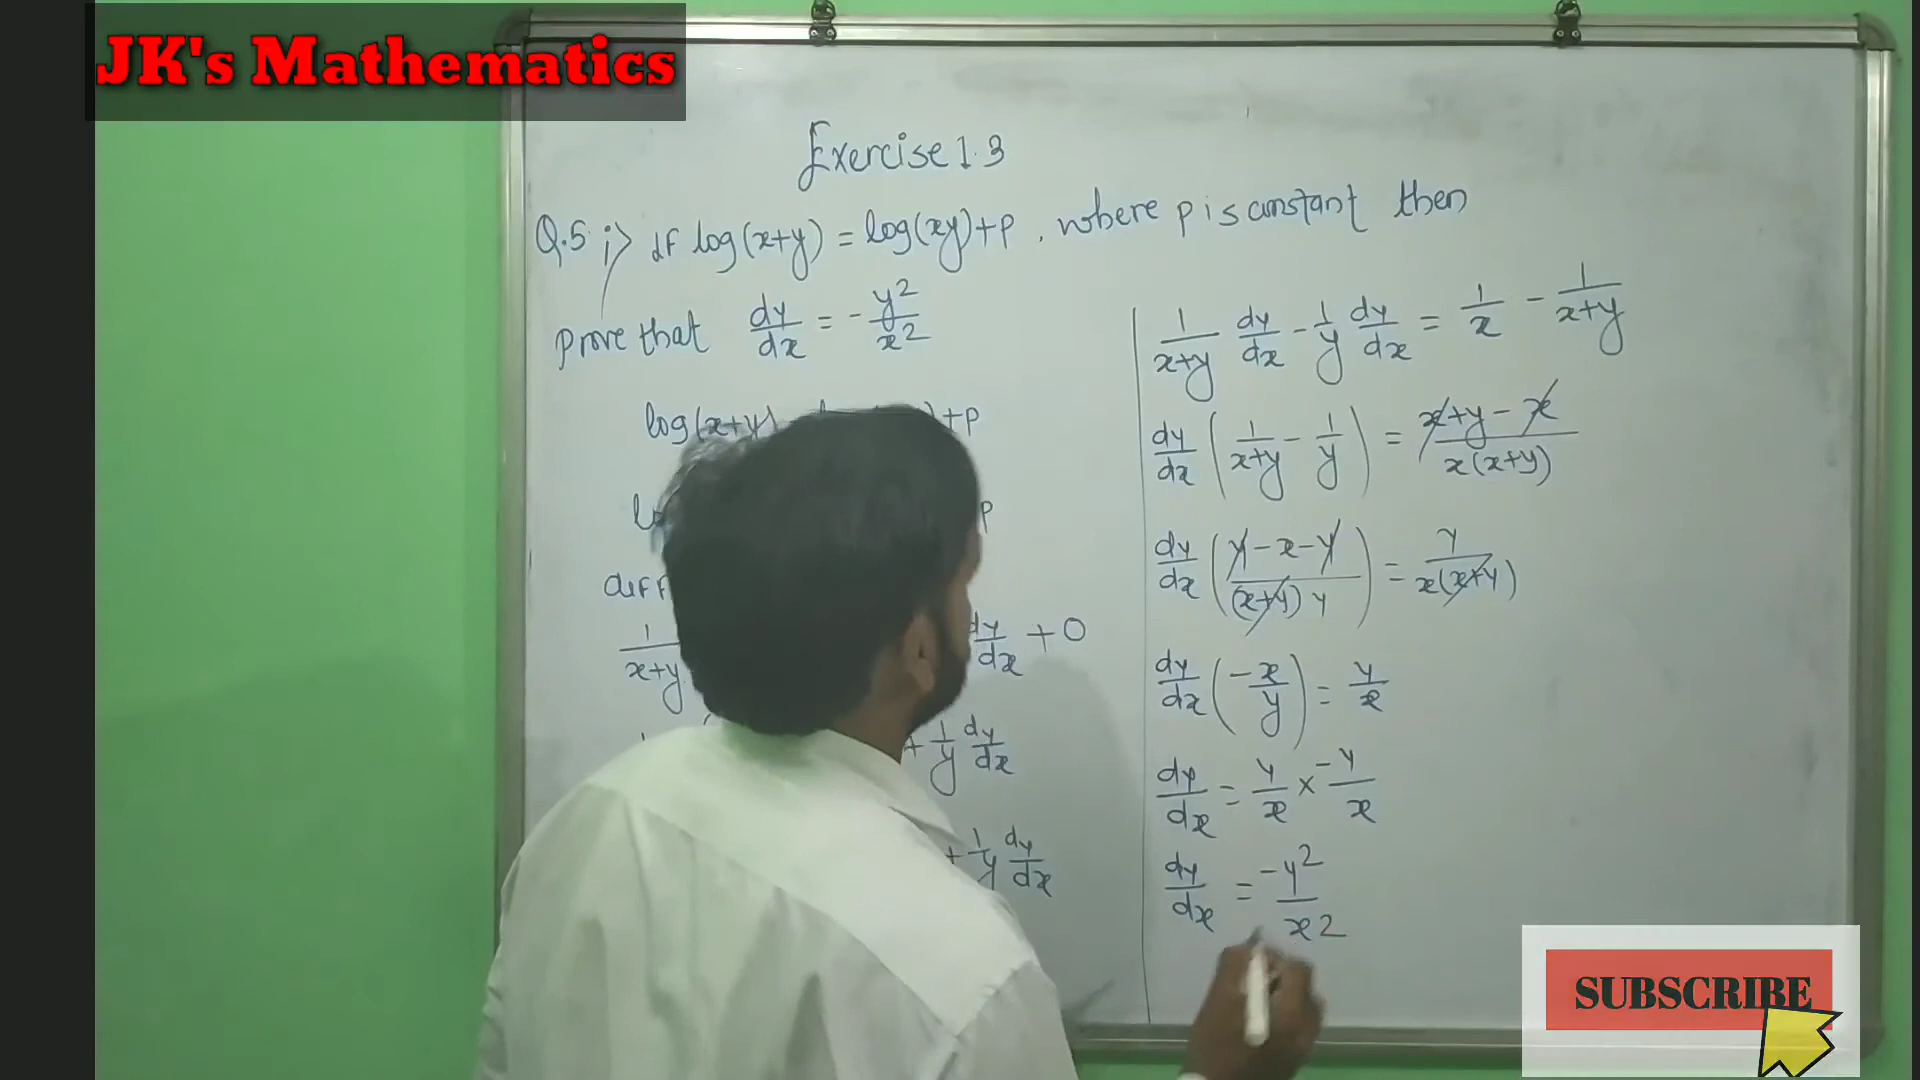 JK's Mathematics
Exercise 1.3
Q.5 i) If log(x+y) = log(xy)+p, where p is constant then
prove that dy/dx = -y²/x²
log(x+y) +p
p
diff
1/x+y dy/dx + 0
+ 1/y dy/dx
+ 1/y dy/dx
1/x+y dy/dx - 1/y dy/dx = 1/x - 1/x+y
dy/dx (1/x+y - 1/y) = x+y-x/x(x+y)
dy/dx (y-x-y/(x+y)y) = y/x(x+y)
dy/dx (-x/y) = y/x
dy/dx = y/x × -y/x
dy/dx = -y²/x²
SUBSCRIBE